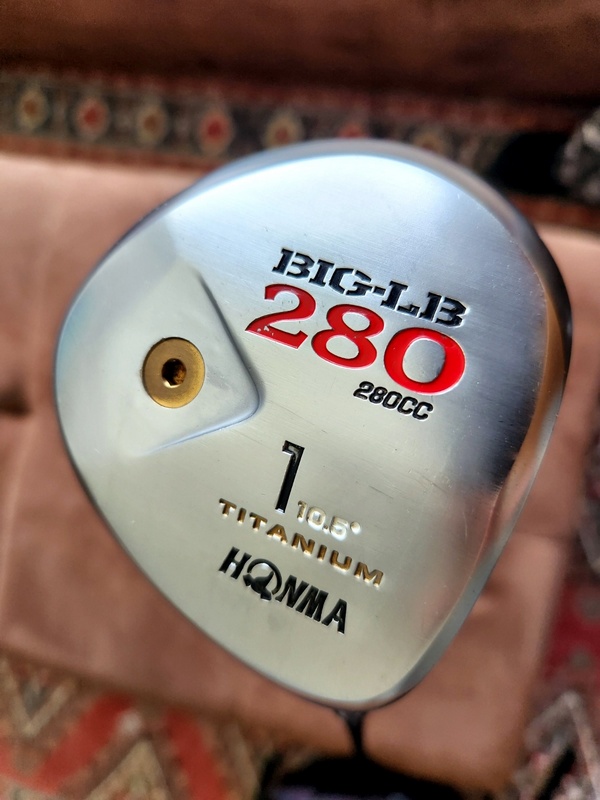 BIG-LB
280
280CC
1 10.5°
TITANIUM
HONMA